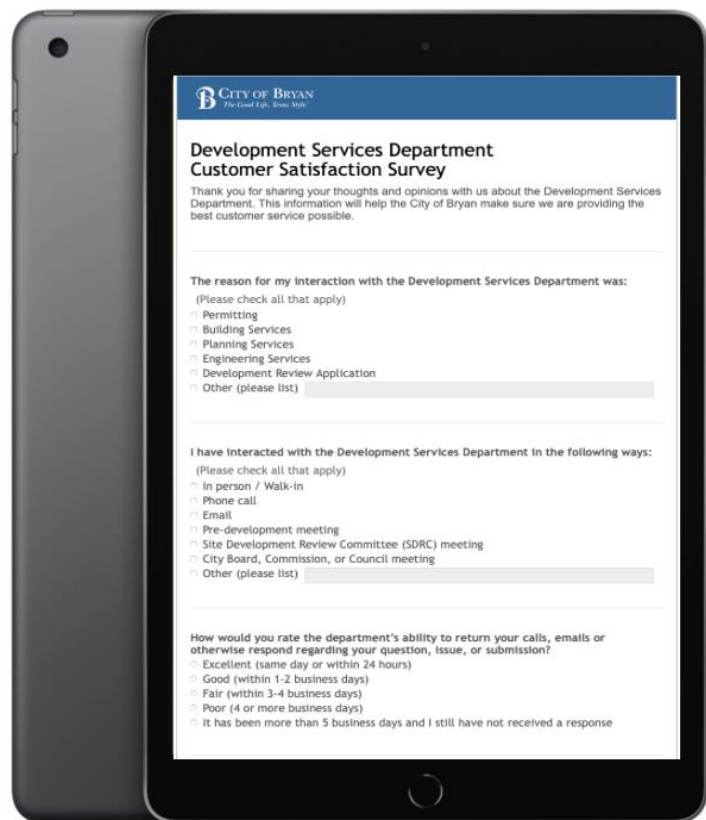 CITY OF BRYAN
The Good Life, Texas Style.™
Development Services Department
Customer Satisfaction Survey
Thank you for sharing your thoughts and opinions with us about the Development Services
Department. This information will help the City of Bryan make sure we are providing the
best customer service possible.
The reason for my interaction with the Development Services Department was:
(Please check all that apply)
Permitting
Building Services
Planning Services
Engineering Services
Development Review Application
Other (please list)
I have interacted with the Development Services Department in the following ways:
(Please check all that apply)
In person / Walk-in
Phone call
Email
Pre-development meeting
Site Development Review Committee (SDRC) meeting
City Board, Commission, or Council meeting
Other (please list)
How would you rate the department's ability to return your calls, emails or
otherwise respond regarding your question, issue, or submission?
Excellent (same day or within 24 hours)
Good (within 1-2 business days)
Fair (within 3-4 business days)
Poor (4 or more business days)
It has been more than 5 business days and I still have not received a response